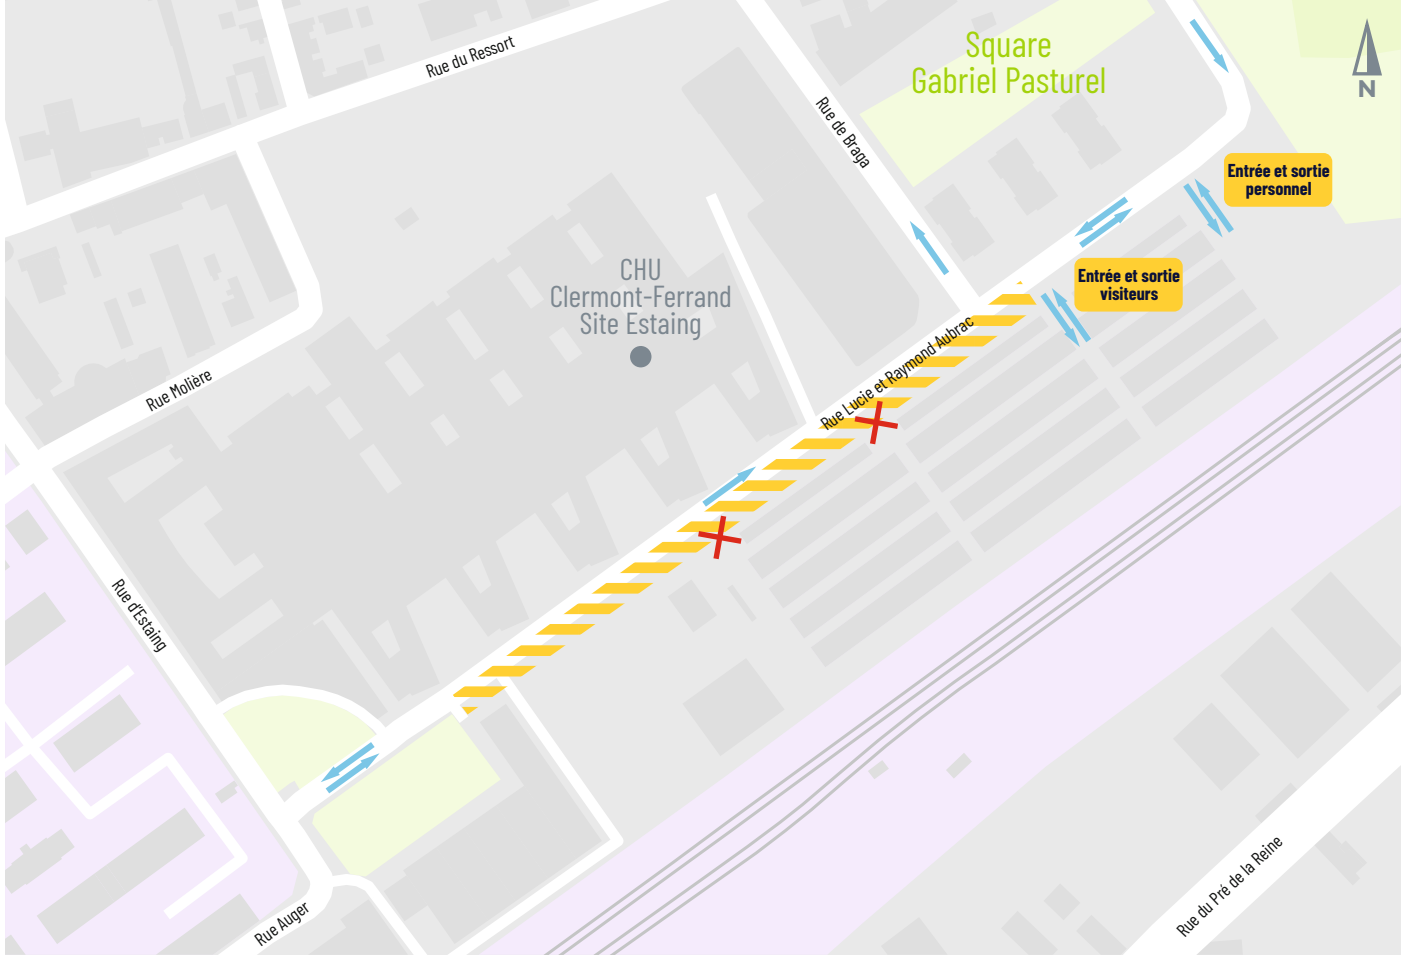 Square
Gabriel Pasturel
N
Rue du Ressort
Rue de Braga
Entrée et sortie
personnel
CHU
Clermont-Ferrand
Site Estaing
Entrée et sortie
visiteurs
Rue Lucie et Raymond Aubrac
Rue Molière
Rue d'Estaing
Rue du Pré de la Reine
Rue Auger